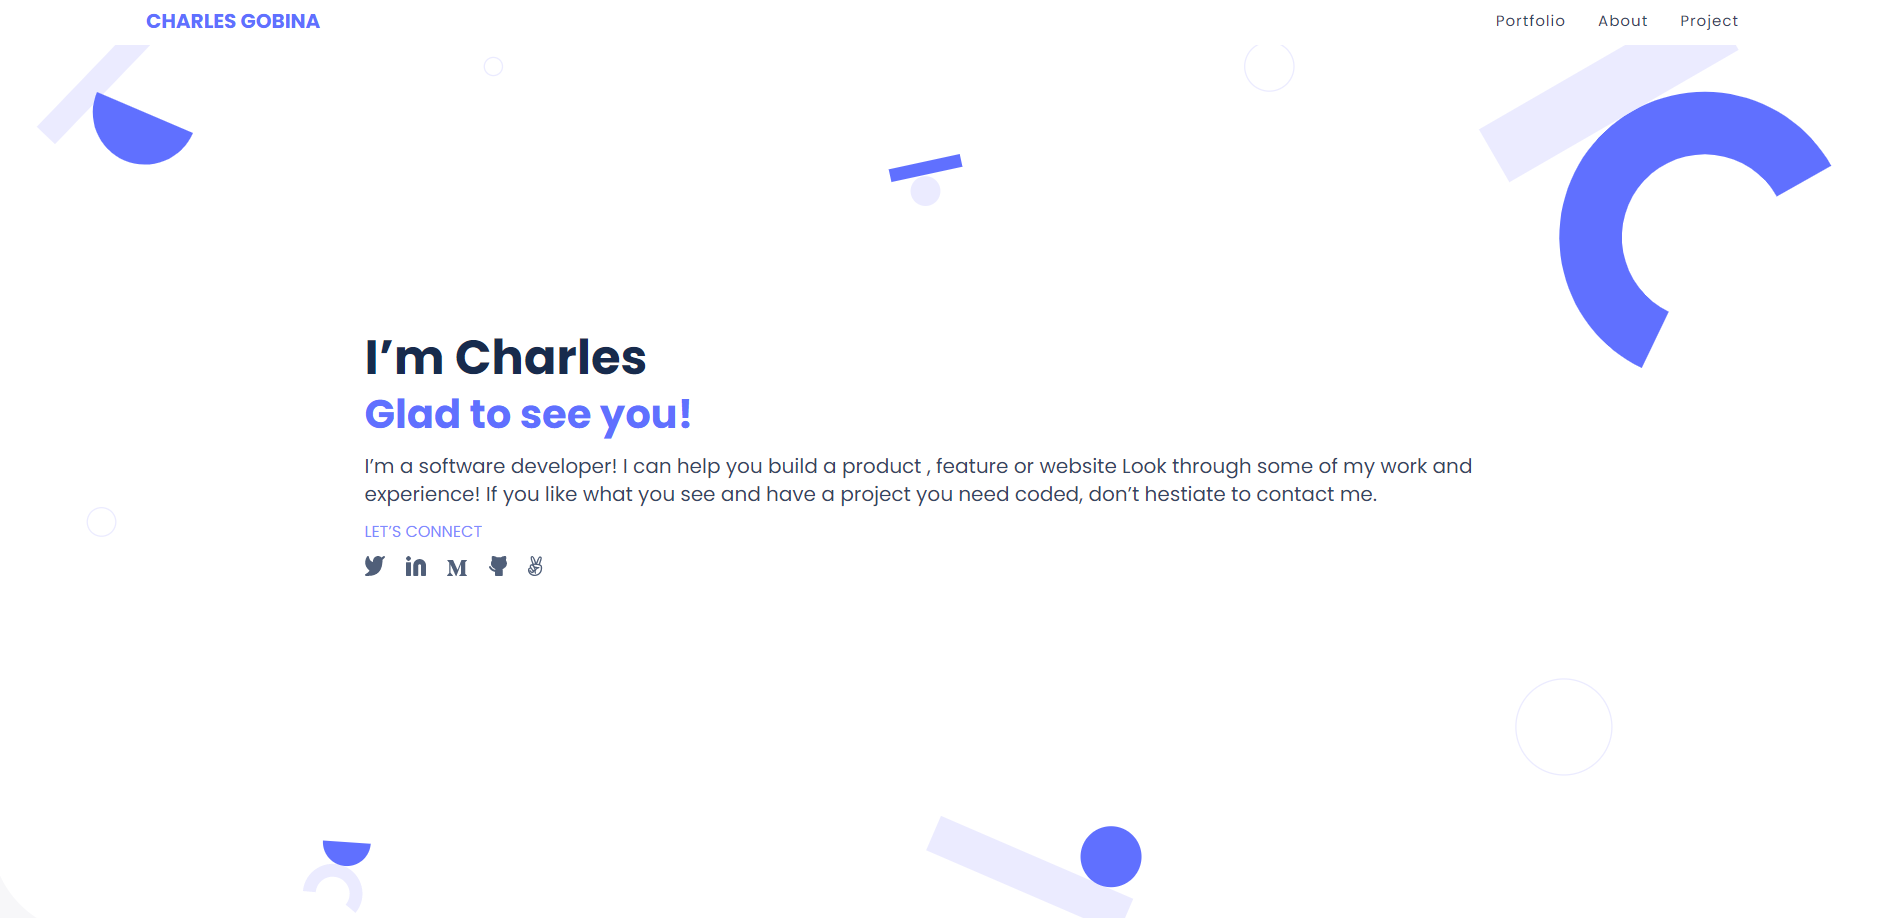 CHARLES GOBINA
Portfolio About Project
I’m Charles
Glad to see you!
I’m a software developer! I can help you build a product , feature or website Look through some of my work and
experience! If you like what you see and have a project you need coded, don’t hestiate to contact me.
LET’S CONNECT